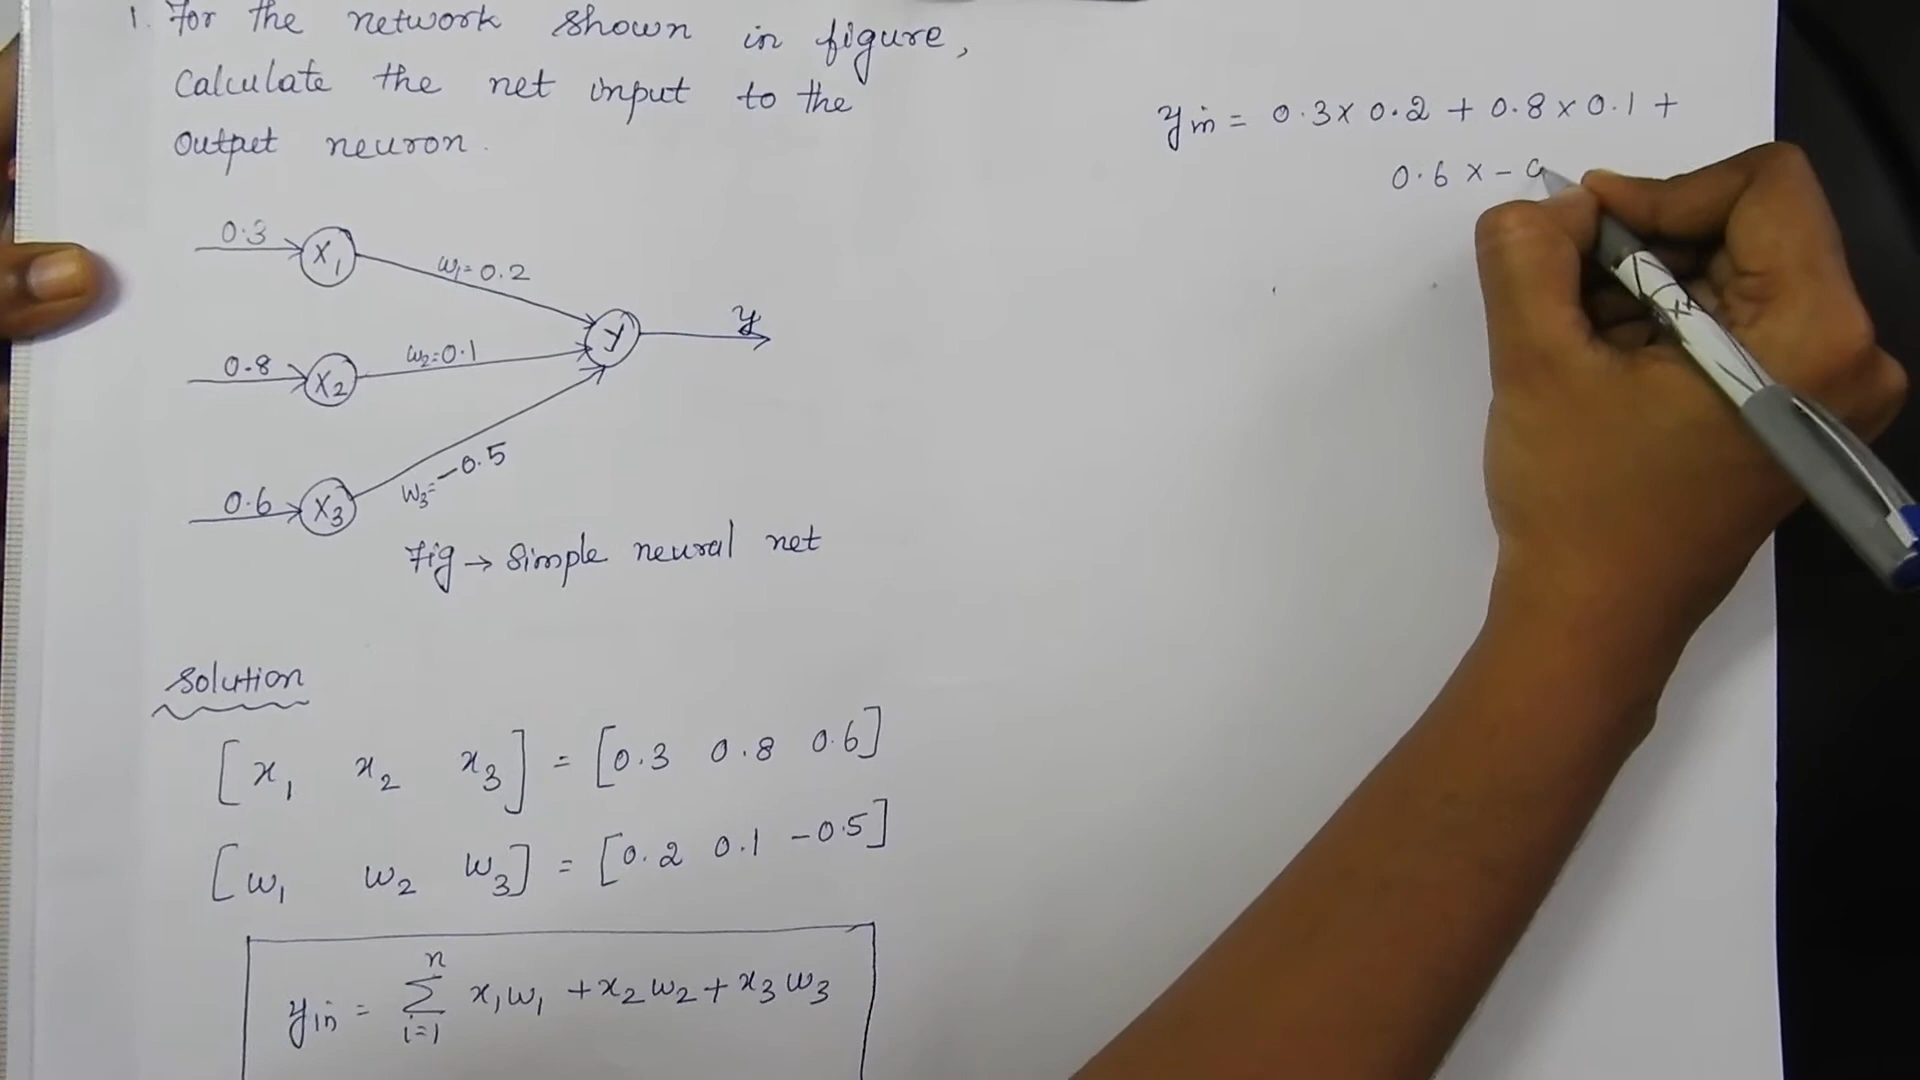 1. For the network shown in figure,
Calculate the net input to the
output neuron.
0.3 X1 w1=0.2
0.8 X2 w2=0.1 Y y
0.6 X3 w3=-0.5
Fig → Simple neural net
Solution
[x1 x2 x3] = [0.3 0.8 0.6]
[w1 w2 w3] = [0.2 0.1 -0.5]
yin = n∑i=1 x1w1 + x2w2 + x3w3
yin = 0.3 x 0.2 + 0.8 x 0.1 +
0.6 x - 0